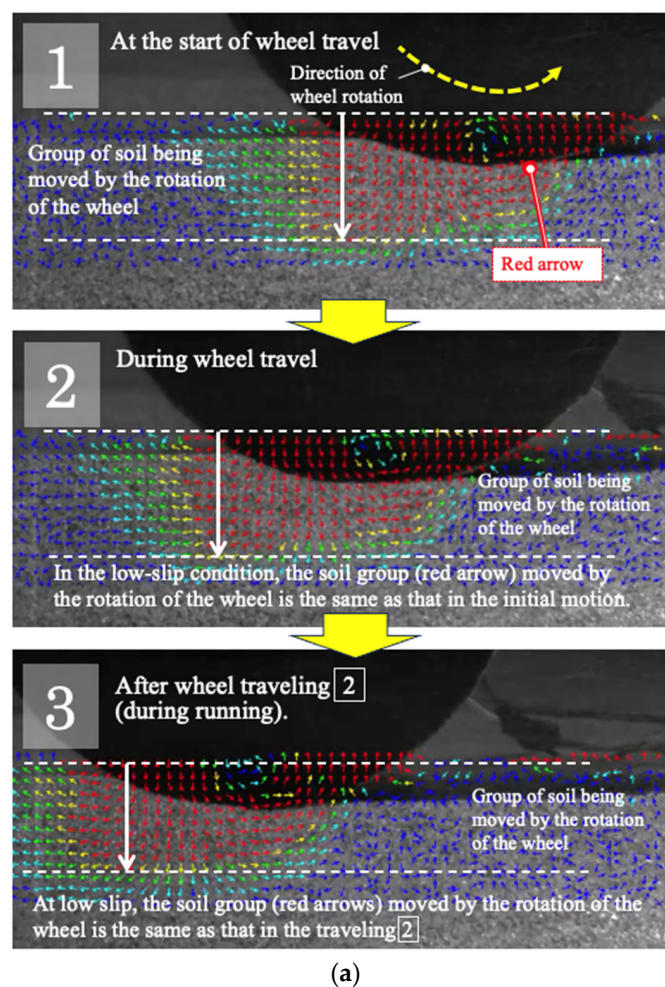 1
At the start of wheel travel
Direction of
wheel rotation
Group of soil being
moved by the rotation
of the wheel
Red arrow
2
During wheel travel
Group of soil being
moved by the rotation
of the wheel
In the low-slip condition, the soil group (red arrow) moved by
the rotation of the wheel is the same as that in the initial motion.
3
After wheel traveling 2
(during running).
Group of soil being
moved by the rotation
of the wheel
At low slip, the soil group (red arrows) moved by the rotation of the
wheel is the same as that in the traveling 2
(a)